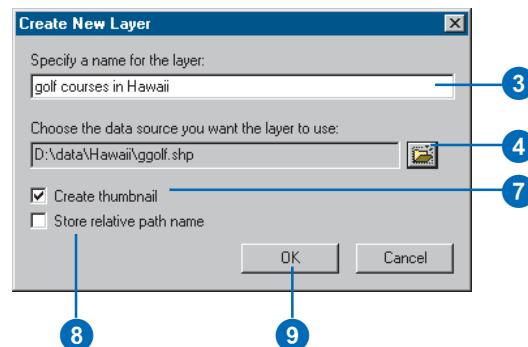 Create New Layer
Specify a name for the layer:
golf courses in Hawaii
3
Choose the data source you want the layer to use:
D:\data\Hawaii\ggolf.shp
4
Create thumbnail
7
Store relative path name
OK
Cancel
8
9